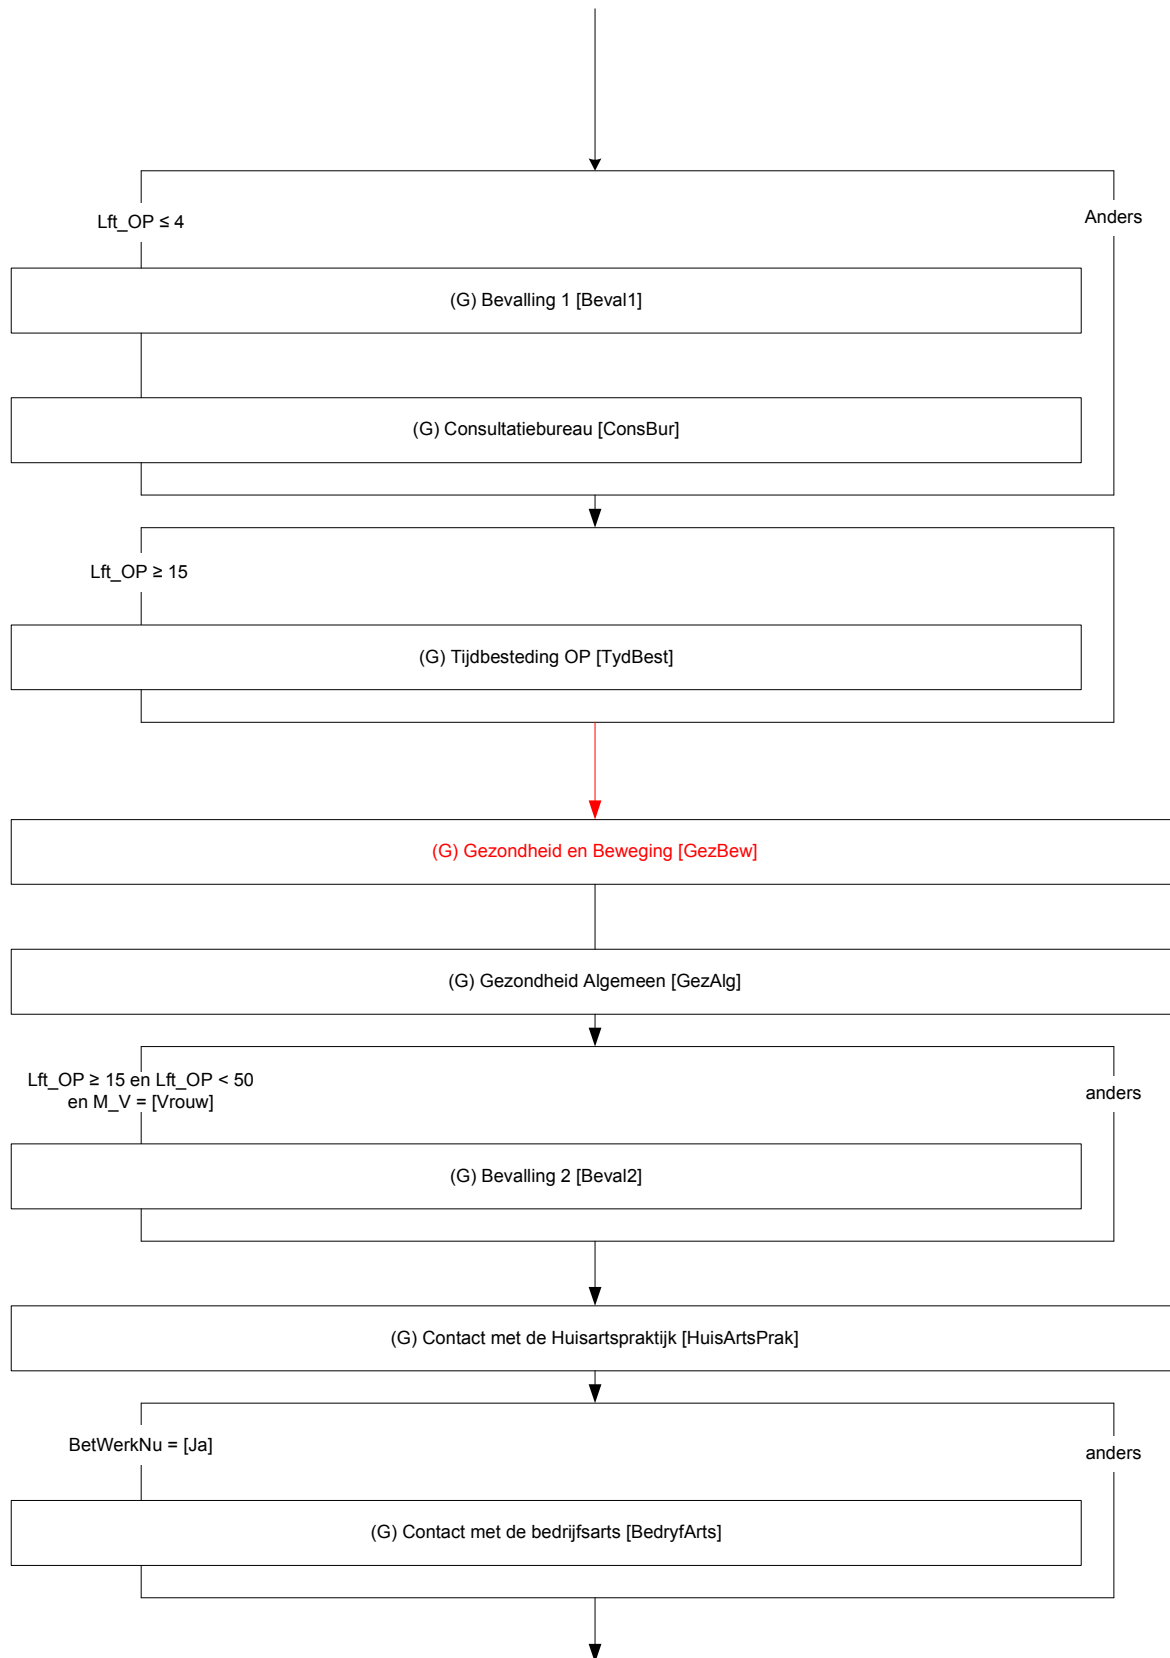 Lft_OP ≤ 4
Anders
(G) Bevalling 1 [Beval1]
(G) Consultatiebureau [ConsBur]
Lft_OP ≥ 15
(G) Tijdbesteding OP [TydBest]
(G) Gezondheid en Beweging [GezBew]
(G) Gezondheid Algemeen [GezAlg]
Lft_OP ≥ 15 en Lft_OP < 50
en M_V = [Vrouw]
anders
(G) Bevalling 2 [Beval2]
(G) Contact met de Huisartspraktijk [HuisArtsPrak]
BetWerkNu = [Ja]
anders
(G) Contact met de bedrijfsarts [BedryfArts]